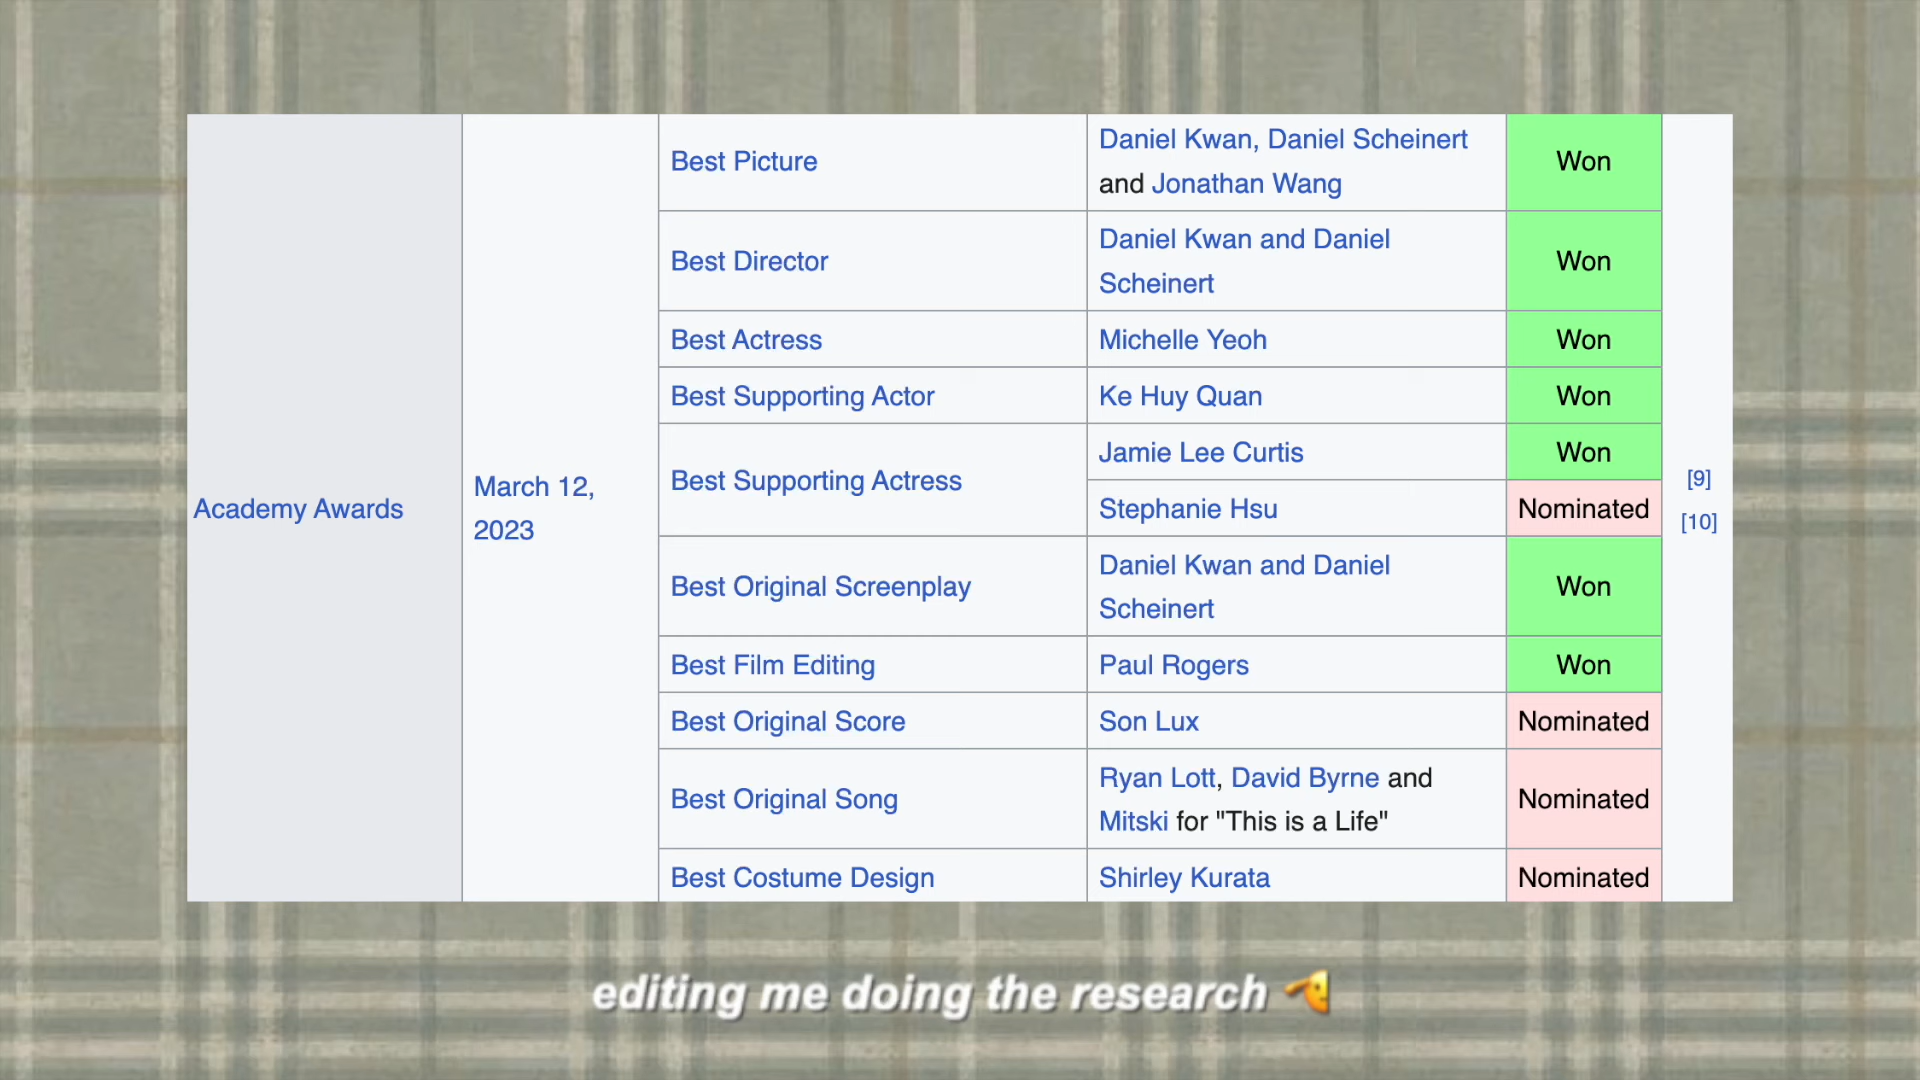 Academy Awards
March 12,
2023
Best Picture
Daniel Kwan, Daniel Scheinert
and Jonathan Wang
Won
Best Director
Daniel Kwan and Daniel
Scheinert
Won
Best Actress
Michelle Yeoh
Won
Best Supporting Actor
Ke Huy Quan
Won
Best Supporting Actress
Jamie Lee Curtis
Won
Stephanie Hsu
Nominated
Best Original Screenplay
Daniel Kwan and Daniel
Scheinert
Won
Best Film Editing
Paul Rogers
Won
Best Original Score
Son Lux
Nominated
Best Original Song
Ryan Lott, David Byrne and
Mitski for "This is a Life"
Nominated
Best Costume Design
Shirley Kurata
Nominated
[9]
[10]
editing me doing the research